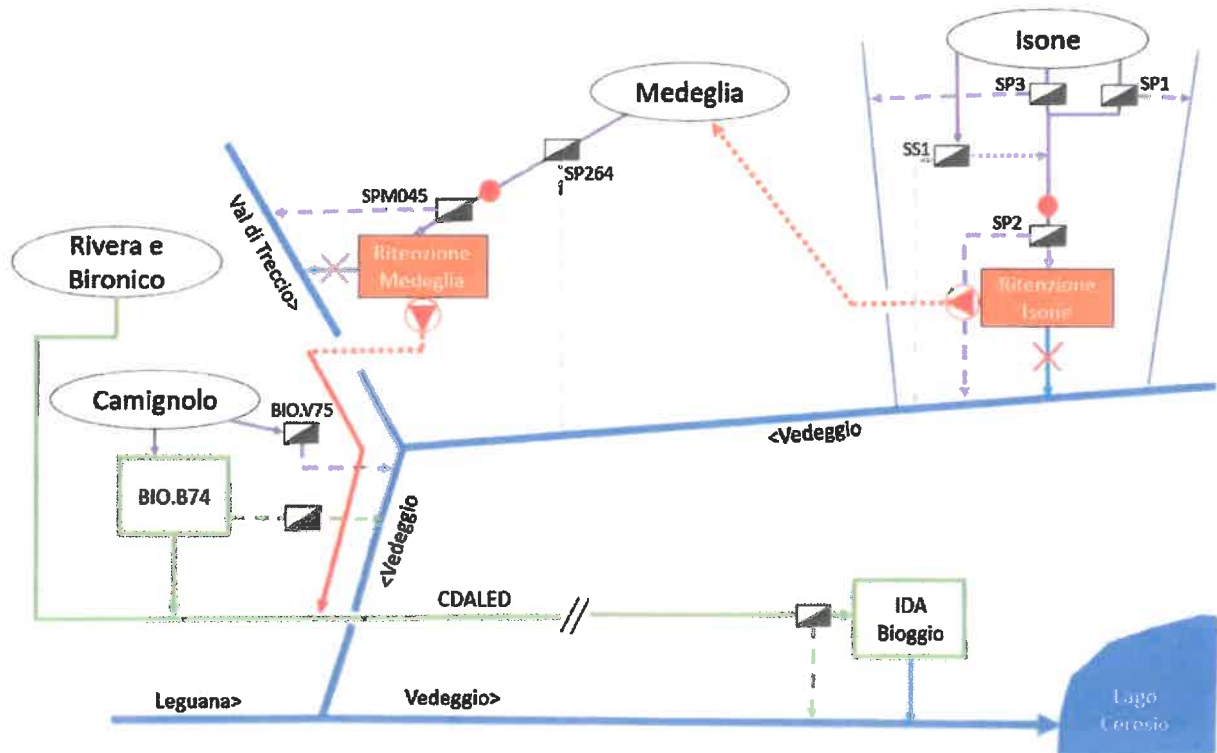 Isone
SP3
SP1
Medeglia
SS1
SP264
SPM045
Val di Treccio>
SP2
Rivera e
Bironico
Ritenzione
Medeglia
Ritenzione
Isone
Camignolo
BIO.V75
<Vedeggio
BIO.B74
<Vedeggio
CDALED
IDA
Bioggio
Leguana>
Vedeggio>
Lago
Ceresio